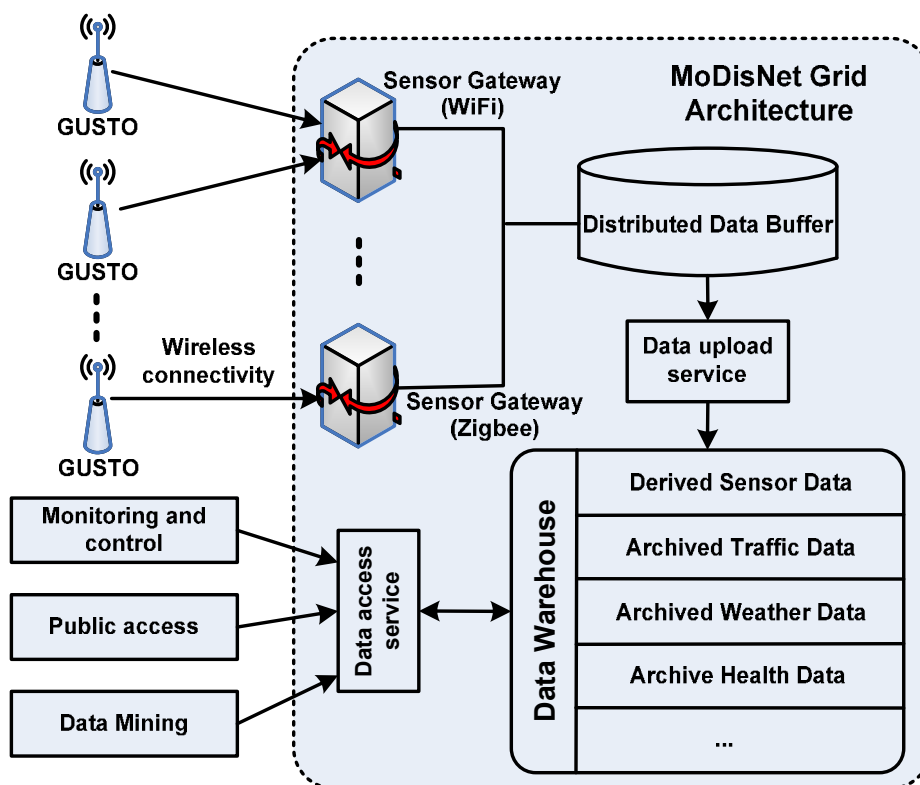 MoDisNet Grid
Architecture
GUSTO
Sensor Gateway
(WiFi)
GUSTO
Distributed Data Buffer
Wireless
connectivity
GUSTO
Sensor Gateway
(Zigbee)
Data upload
service
Monitoring and
control
Public access
Data Mining
Data access
service
Data Warehouse
Derived Sensor Data
Archived Traffic Data
Archived Weather Data
Archive Health Data
...